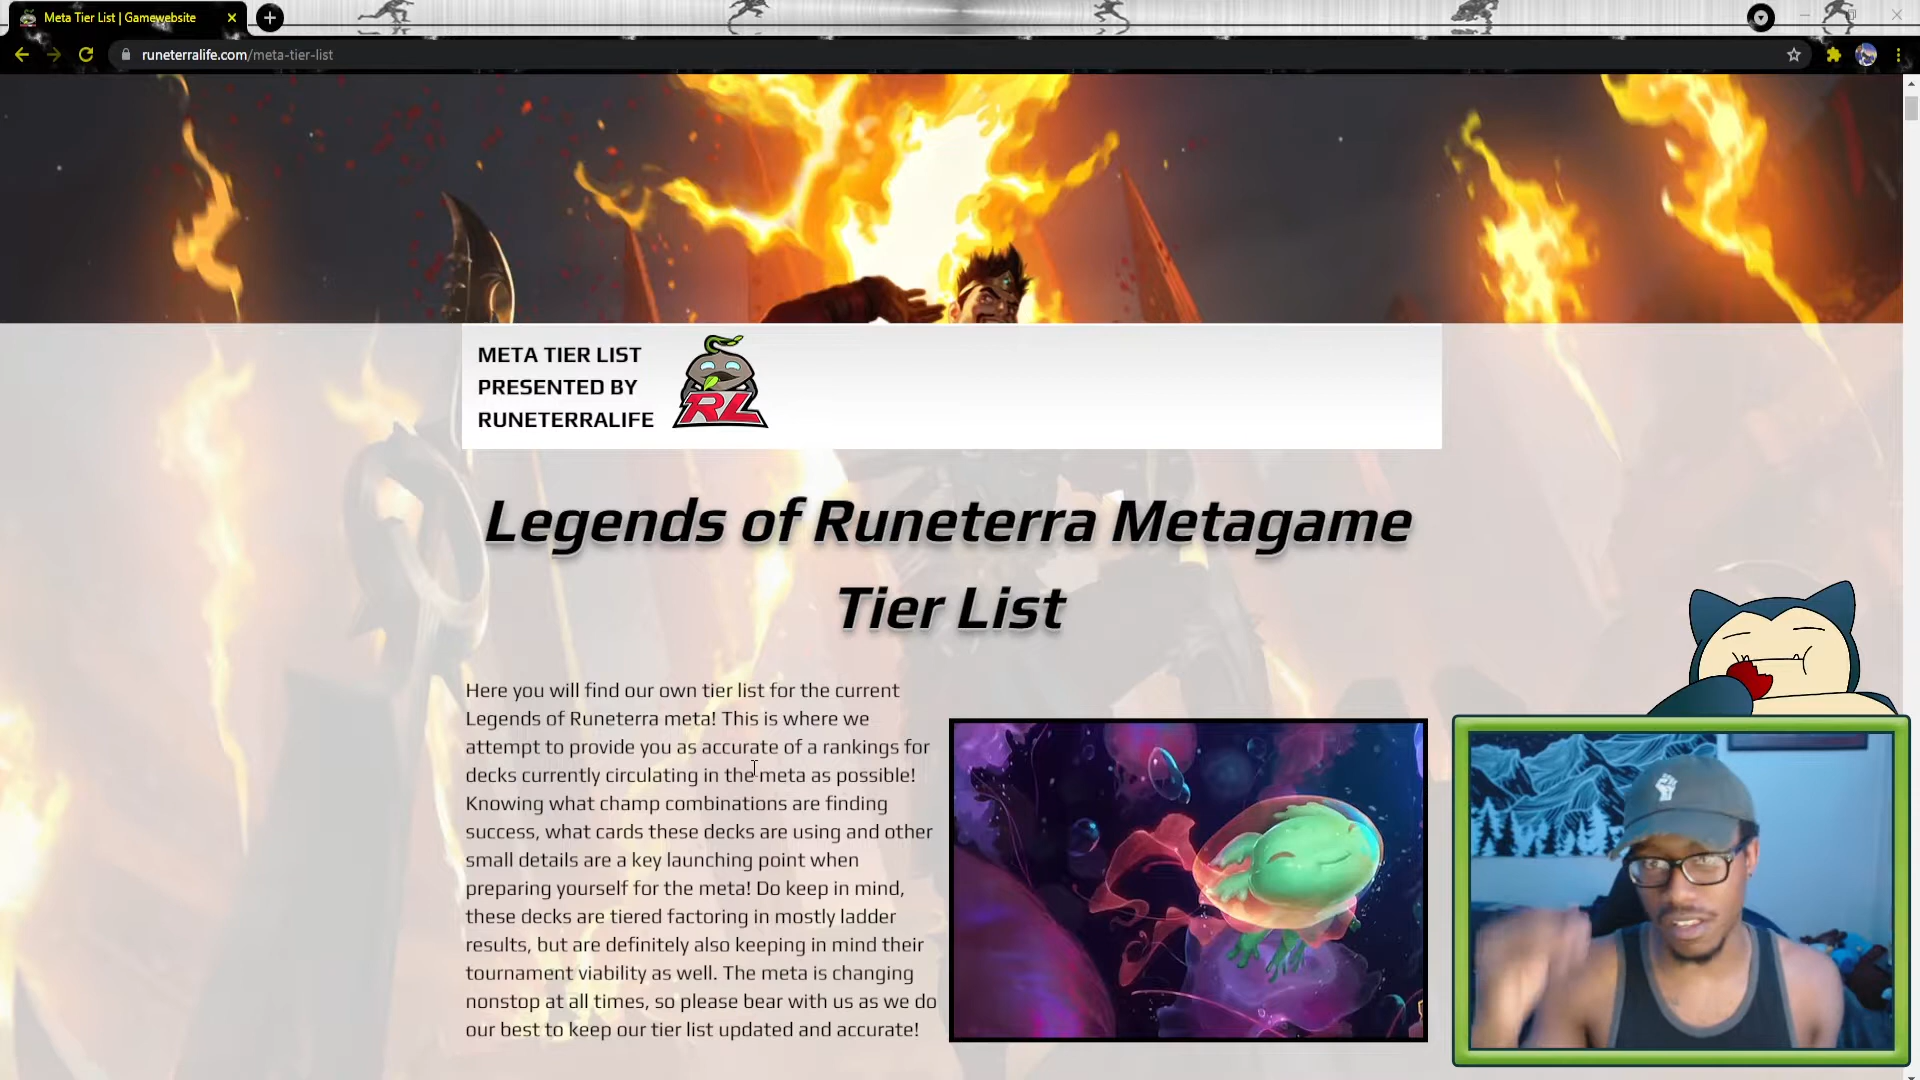 Meta Tier List | Gamewebsite
runeterralife.com/meta-tier-list
META TIER LIST
PRESENTED BY
RUNETERRALIFE
RL
Legends of Runeterra Metagame
Tier List
Here you will find our own tier list for the current
Legends of Runeterra meta! This is where we
attempt to provide you as accurate of a rankings for
decks currently circulating in the meta as possible!
Knowing what champ combinations are finding
success, what cards these decks are using and other
small details are a key launching point when
preparing yourself for the meta! Do keep in mind,
these decks are tiered factoring in mostly ladder
results, but are definitely also keeping in mind their
tournament viability as well. The meta is changing
nonstop at all times, so please bear with us as we do
our best to keep our tier list updated and accurate!